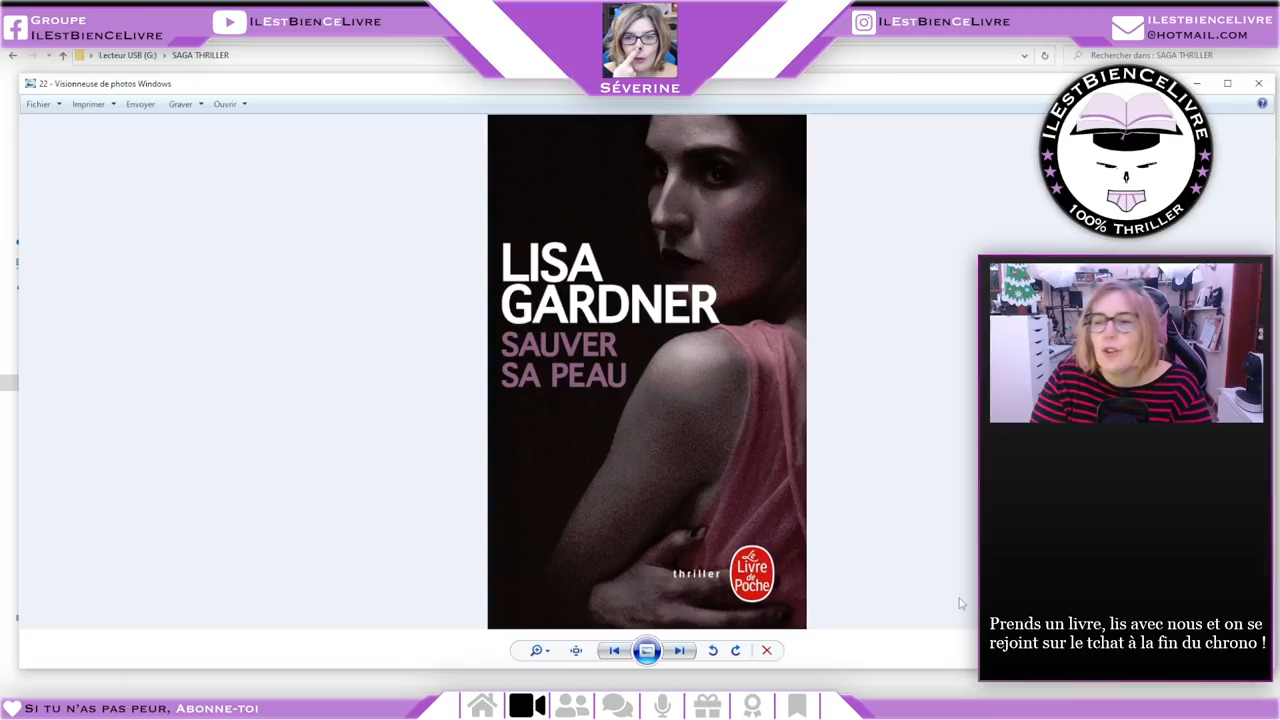 Groupe
IlEstBienCeLivre
IlEstBienCeLivre
Séverine
IlEstBienCeLivre
ilestbiencelivre
@hotmail.com
Lecteur USB (G:) > SAGA THRILLER
Rechercher dans : SAGA THRILLER
22 - Visionneuse de photos Windows
Fichier Imprimer Envoyer Graver Ouvrir
IlEstBienCeLivre
100% Thriller
LISA
GARDNER
SAUVER
SA PEAU
thriller
Le
Livre
de
Poche
Prends un livre, lis avec nous et on se
rejoint sur le tchat à la fin du chrono !
Si tu n'as pas peur, Abonne-toi